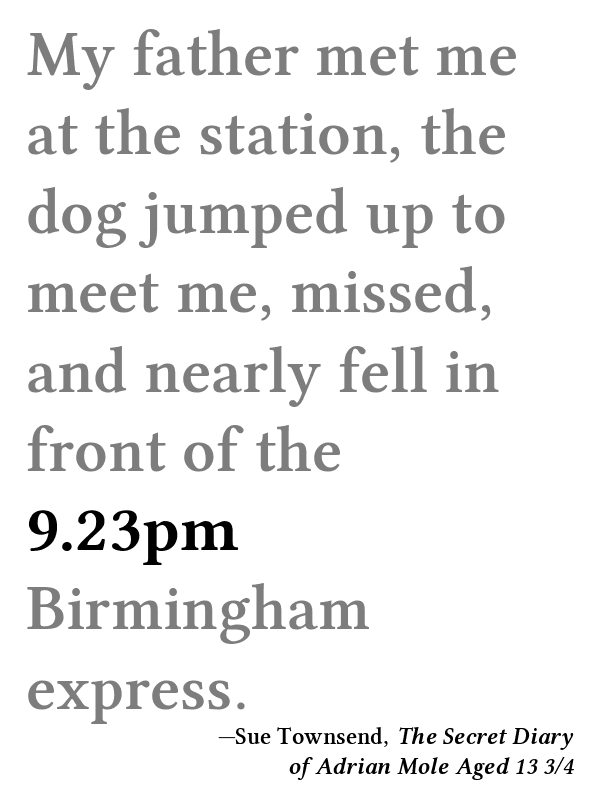 My father met me
at the station, the
dog jumped up to
meet me, missed,
and nearly fell in
front of the
9.23pm
Birmingham
express.
—Sue Townsend, The Secret Diary
of Adrian Mole Aged 13 3/4